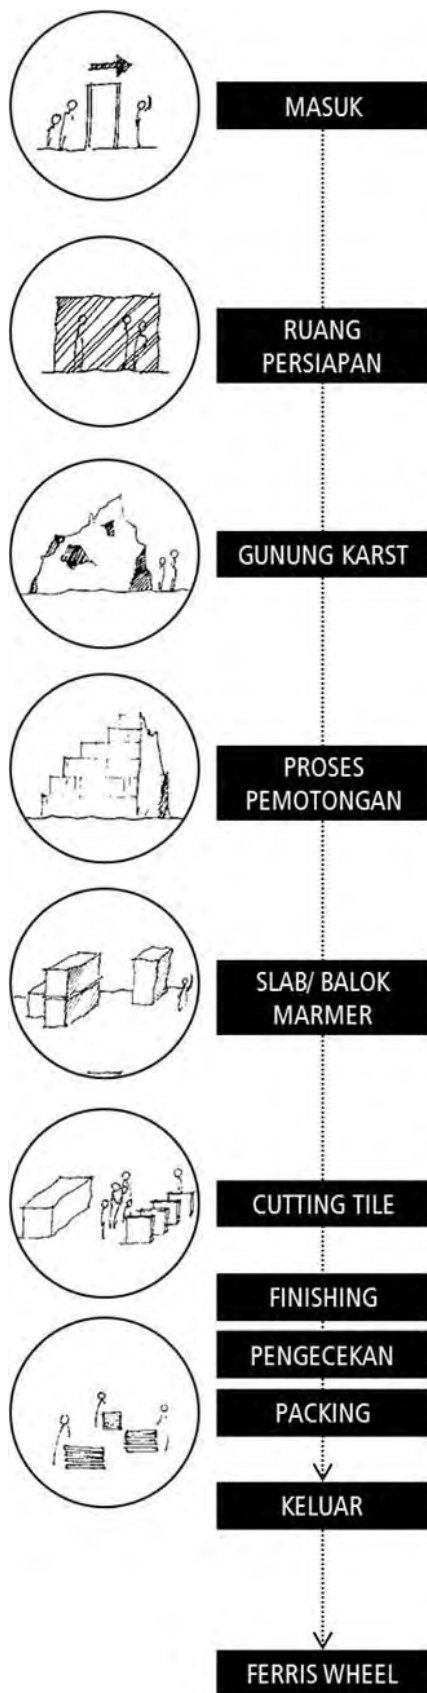 MASUK
RUANG
PERSIAPAN
GUNUNG KARST
PROSES
PEMOTONGAN
SLAB/ BALOK
MARMER
CUTTING TILE
FINISHING
PENGECEKAN
PACKING
KELUAR
FERRIS WHEEL